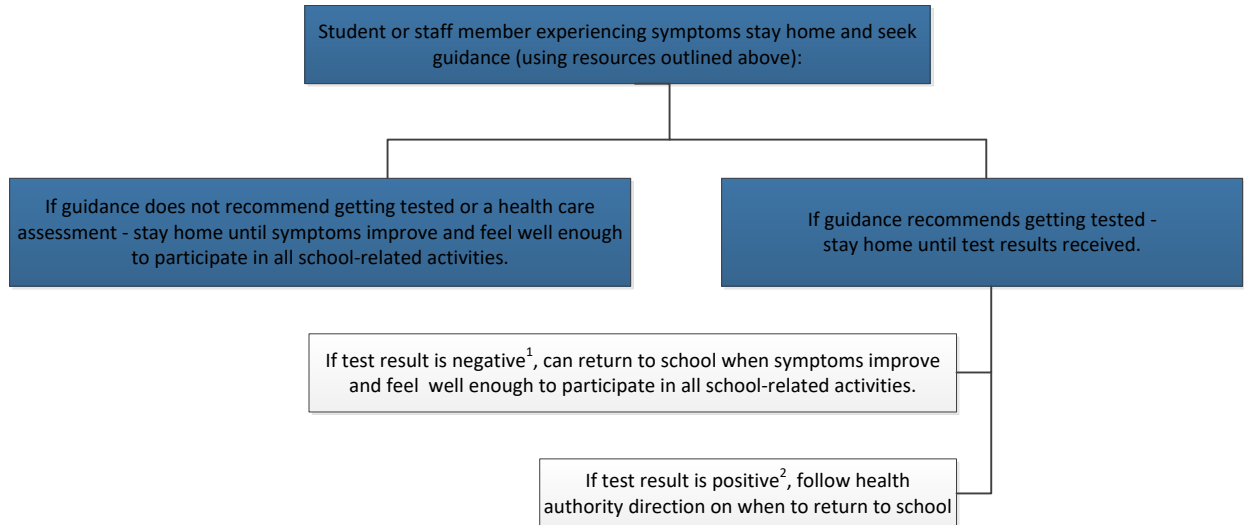 Student or staff member experiencing symptoms stay home and seek
guidance (using resources outlined above):
If guidance does not recommend getting tested or a health care
assessment - stay home until symptoms improve and feel well enough
to participate in all school-related activities.
If guidance recommends getting tested -
stay home until test results received.
If test result is negative¹, can return to school when symptoms improve
and feel  well enough to participate in all school-related activities.
If test result is positive², follow health
authority direction on when to return to school